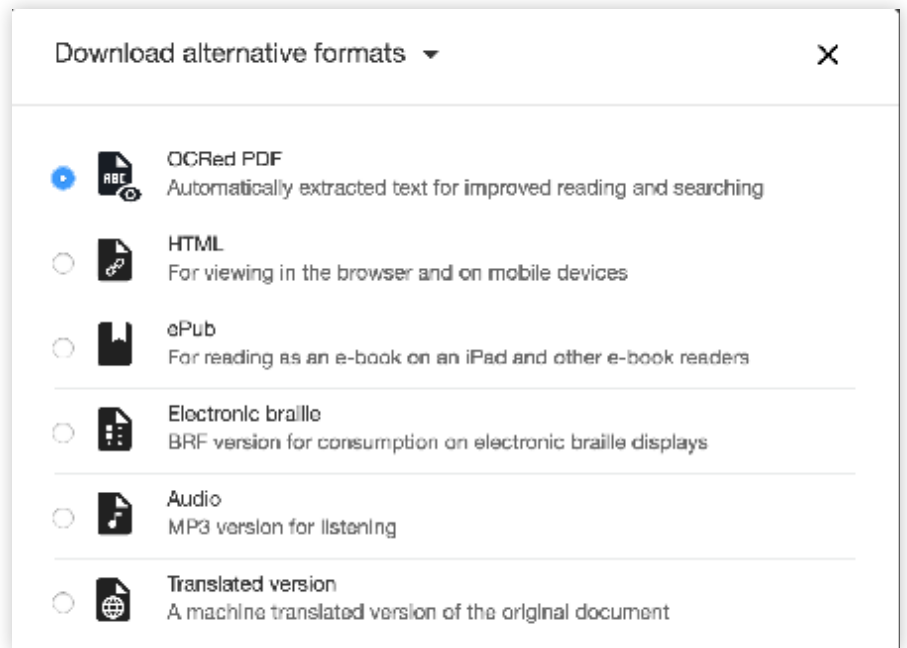 Download alternative formats
OCRed PDF
ABC
Automatically extracted text for improved reading and searching
HTML
For viewing in the browser and on mobile devices
ePub
For reading as an e-book on an iPad and other e-book readers
Electronic braille
BRF version for consumption on electronic braille displays
Audio
MP3 version for listening
Translated version
A machine translated version of the original document